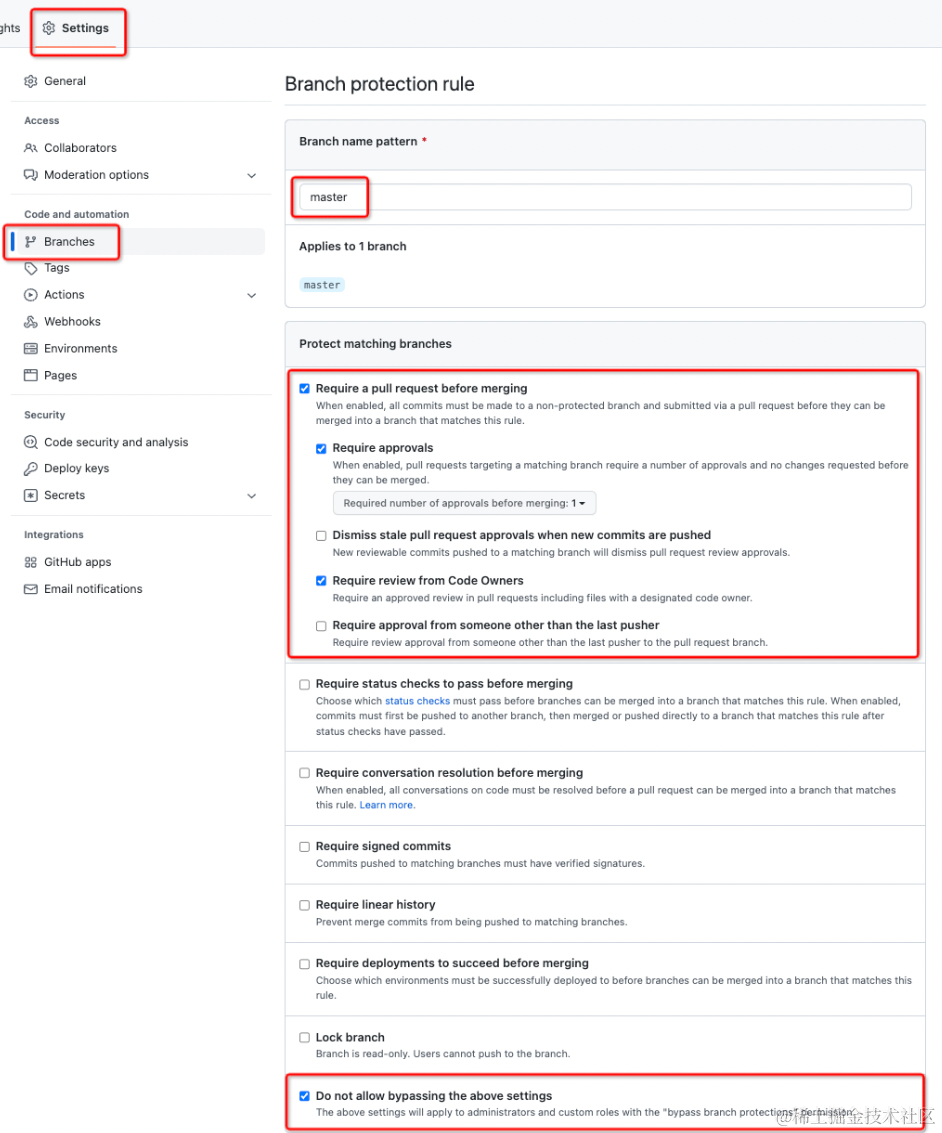 ghts
Settings
General
Access
Collaborators
Moderation options
Code and automation
Branches
Tags
Actions
Webhooks
Environments
Pages
Security
Code security and analysis
Deploy keys
Secrets
Integrations
GitHub apps
Email notifications
Branch protection rule
Branch name pattern *
master
Applies to 1 branch
master
Protect matching branches
Require a pull request before merging
When enabled, all commits must be made to a non-protected branch and submitted via a pull request before they can be
merged into a branch that matches this rule.
Require approvals
When enabled, pull requests targeting a matching branch require a number of approvals and no changes requested before
they can be merged.
Required number of approvals before merging: 1
Dismiss stale pull request approvals when new commits are pushed
New reviewable commits pushed to a matching branch will dismiss pull request review approvals.
Require review from Code Owners
Require an approved review in pull requests including files with a designated code owner.
Require approval from someone other than the last pusher
Require review approval from someone other than the last pusher to the pull request branch.
Require status checks to pass before merging
Choose which status checks must pass before branches can be merged into a branch that matches this rule. When enabled,
commits must first be pushed to another branch, then merged or pushed directly to a branch that matches this rule after
status checks have passed.
Require conversation resolution before merging
When enabled, all conversations on code must be resolved before a pull request can be merged into a branch that matches
this rule. Learn more.
Require signed commits
Commits pushed to matching branches must have verified signatures.
Require linear history
Prevent merge commits from being pushed to matching branches.
Require deployments to succeed before merging
Choose which environments must be successfully deployed to before branches can be merged into a branch that matches this
rule.
Lock branch
Branch is read-only. Users cannot push to the branch.
Do not allow bypassing the above settings
The above settings will apply to administrators and custom roles with the "bypass branch protections" permission.
@稀土掘金技术社区